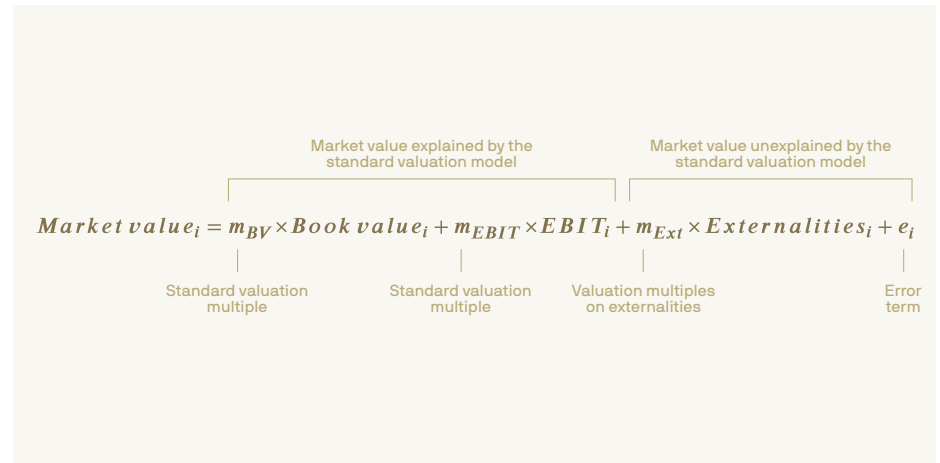 Market value explained by the
standard valuation model
Market value unexplained by the
standard valuation model
Market valueᵢ = m_BV × Book valueᵢ + m_EBIT × EBITᵢ + m_Ext × Externalitiesᵢ + eᵢ
Standard valuation
multiple
Standard valuation
multiple
Valuation multiples
on externalities
Error
term